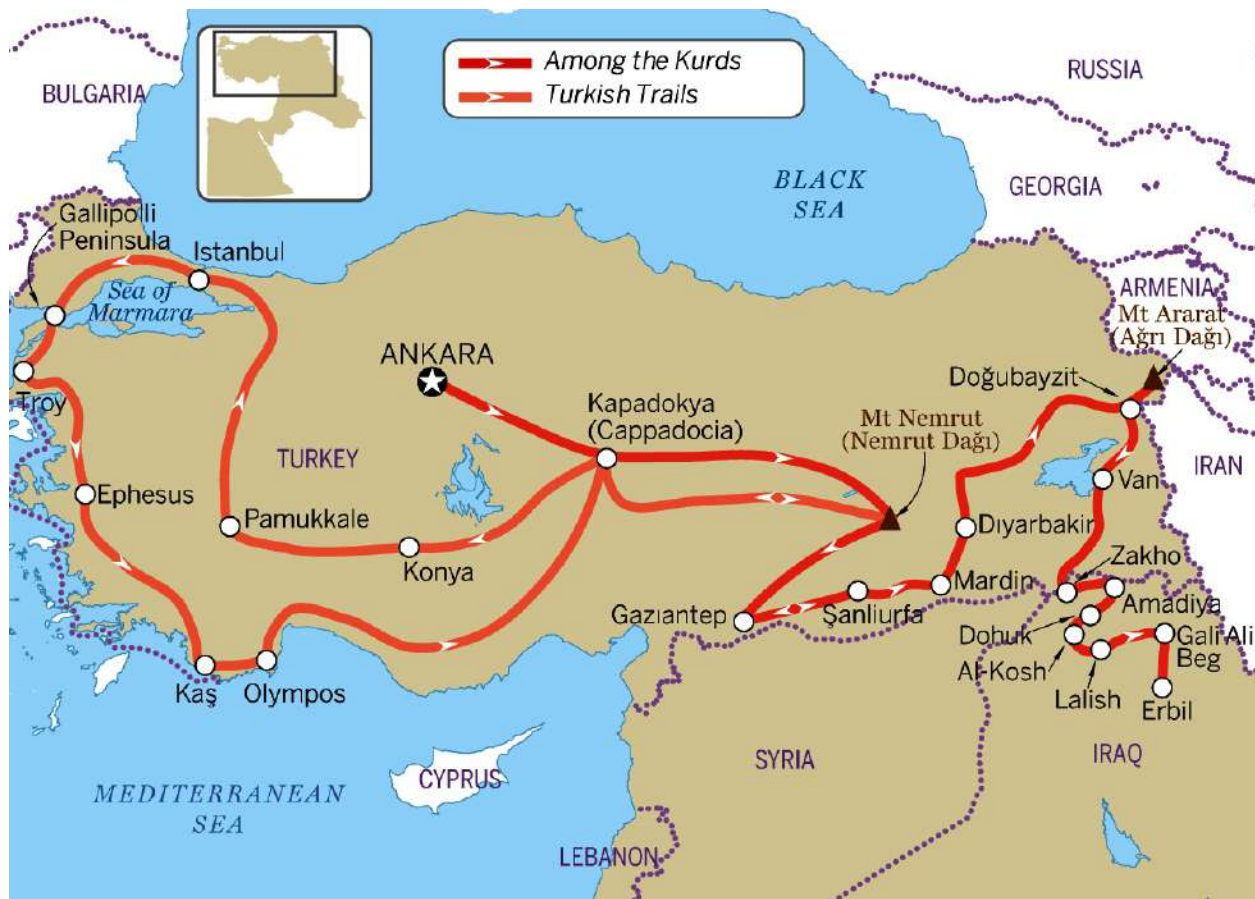 Among the Kurds
Turkish Trails
BULGARIA
RUSSIA
BLACK
SEA
GEORGIA
Gallipolli
Peninsula
Istanbul
Sea of
Marmara
ARMENIA
Mt Ararat
(Ağrı Dağı)
ANKARA
Doğubayzit
Troy
Kapadokya
(Cappadocia)
Mt Nemrut
(Nemrut Dağı)
TURKEY
IRAN
Van
Ephesus
Pamukkale
Konya
Dıyarbakir
Zakho
Mardin
Amadiya
Gazıantep
Şanliurfa
Dohuk
Gali Ali
Beg
Al-Kosh
Lalish
Erbil
Kaş
Olympos
SYRIA
IRAQ
CYPRUS
MEDITERRANEAN
SEA
LEBANON